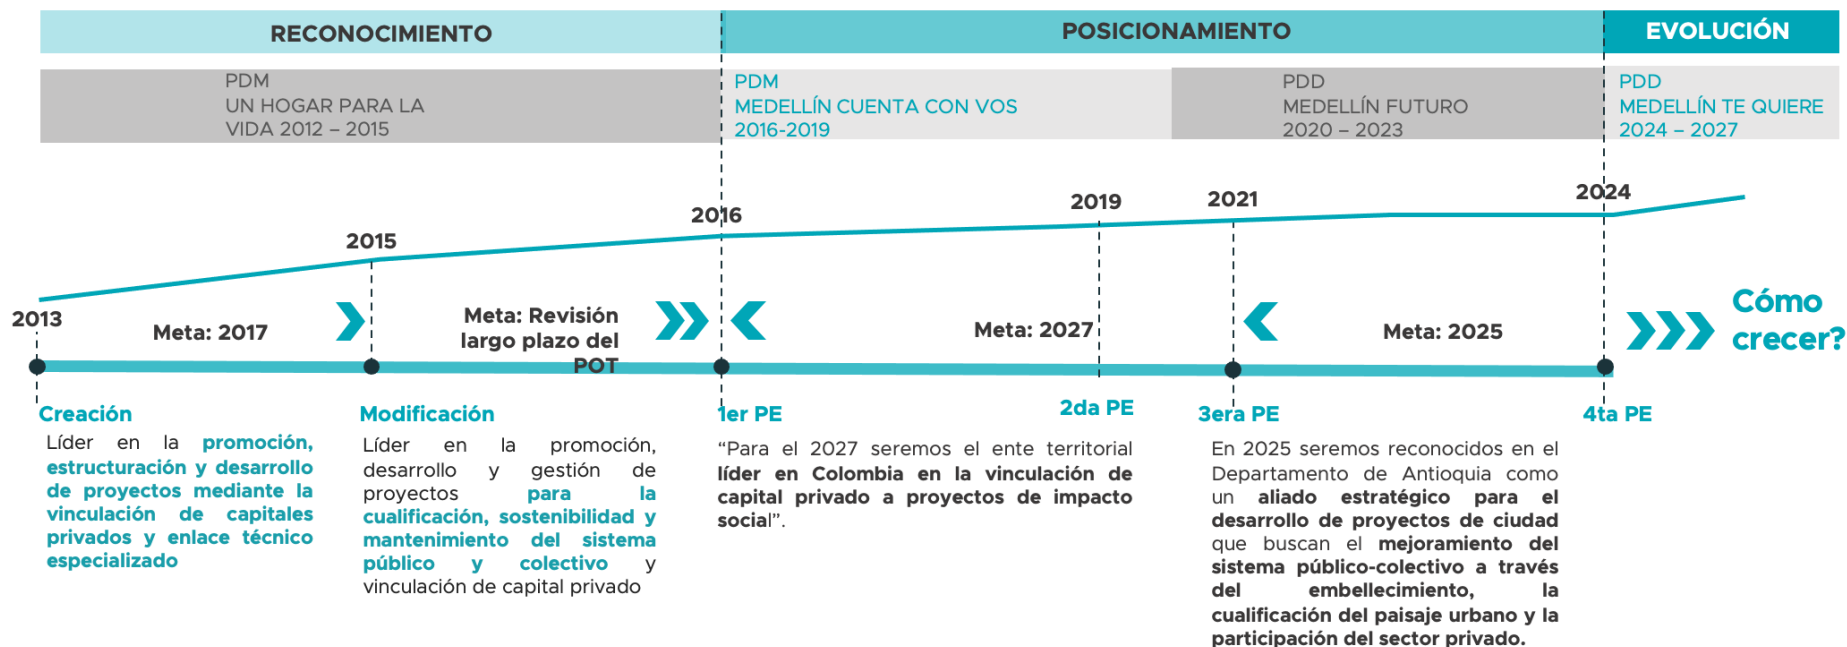 RECONOCIMIENTO
POSICIONAMIENTO
EVOLUCIÓN
PDM
UN HOGAR PARA LA
VIDA 2012 – 2015
PDM
MEDELLÍN CUENTA CON VOS
2016-2019
PDD
MEDELLÍN FUTURO
2020 – 2023
PDD
MEDELLÍN TE QUIERE
2024 – 2027
2013
2015
2016
2019
2021
2024
Meta: 2017
Meta: Revisión
largo plazo del
POT
Meta: 2027
Meta: 2025
Cómo
crecer?
Creación
Líder en la promoción,
estructuración y desarrollo
de proyectos mediante la
vinculación de capitales
privados y enlace técnico
especializado
Modificación
Líder en la promoción,
desarrollo y gestión de
proyectos para la
cualificación, sostenibilidad y
mantenimiento del sistema
público y colectivo y
vinculación de capital privado
1er PE
“Para el 2027 seremos el ente territorial
líder en Colombia en la vinculación de
capital privado a proyectos de impacto
social”.
2da PE
3era PE
En 2025 seremos reconocidos en el
Departamento de Antioquia como
un aliado estratégico para el
desarrollo de proyectos de ciudad
que buscan el mejoramiento del
sistema público-colectivo a través
del embellecimiento, la
cualificación del paisaje urbano y la
participación del sector privado.
4ta PE